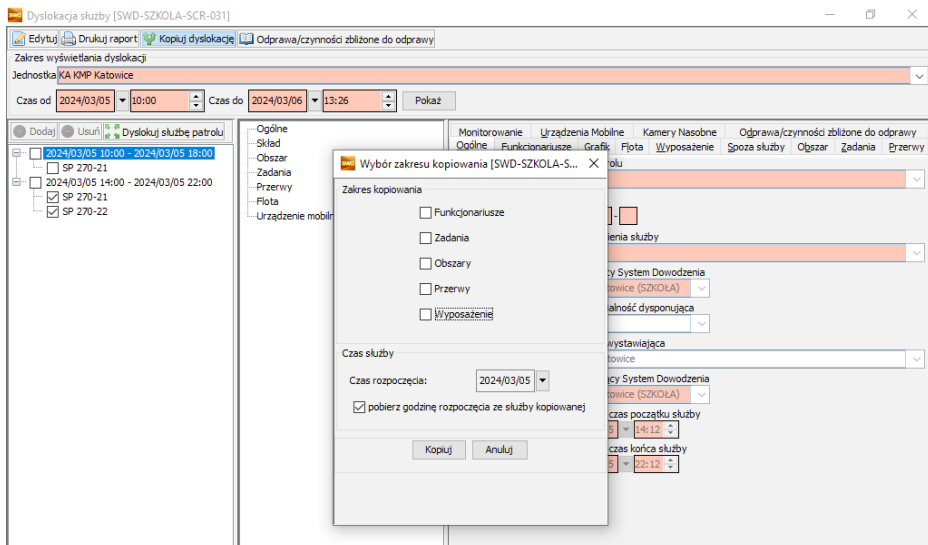 Dyslokacja służby [SWD-SZKOLA-SCR-031]
Edytuj Drukuj raport Kopiuj dyslokację Odprawa/czynności zbliżone do odprawy
Zakres wyświetlania dyslokacji
Jednostka KA KMP Katowice
Czas od 2024/03/05 10:00 Czas do 2024/03/06 13:26 Pokaż
Dodaj Usuń Dyslokuj służbę patrolu
2024/03/05 10:00 - 2024/03/05 18:00
SP 270-21
2024/03/05 14:00 - 2024/03/05 22:00
SP 270-21
SP 270-22
Ogólne
Skład
Obszar
Zadania
Przerwy
Flota
Urządzenie mobiln
Monitorowanie Urządzenia Mobilne Kamery Nasobne Odprawa/czynności zbliżone do odprawy
Ogólne Funkcjonariusze Grafik Flota Wyposażenie Spoza służby Obszar Zadania Przerwy
rolu
-
ienia służby
cy System Dowodzenia
towice (SZKOŁA)
alność dysponująca
wystawiająca
towice
cy System Dowodzenia
towice (SZKOŁA)
czas początku służby
5 14:12
czas końca służby
5 22:12
Wybór zakresu kopiowania [SWD-SZKOLA-S...
Zakres kopiowania
Funkcjonariusze
Zadania
Obszary
Przerwy
Wyposażenie
Czas służby
Czas rozpoczęcia: 2024/03/05
pobierz godzinę rozpoczęcia ze służby kopiowanej
Kopiuj Anuluj